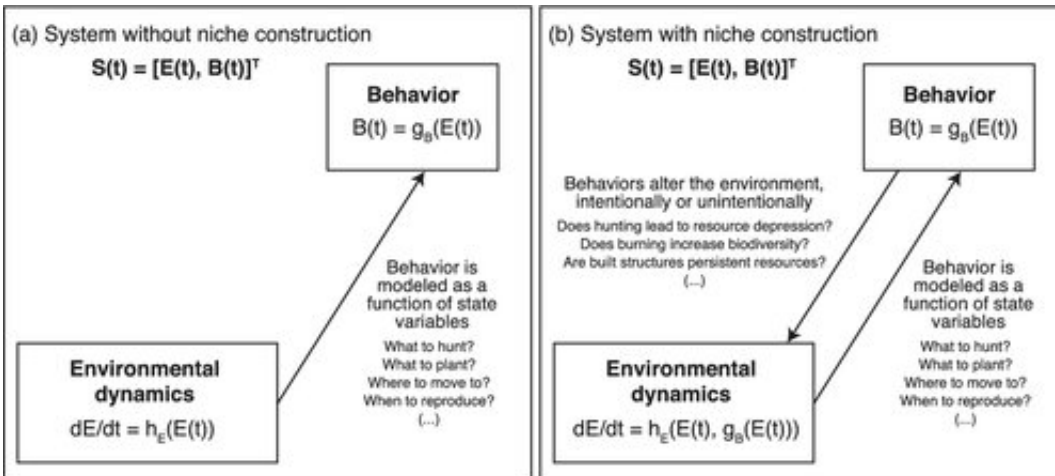 (a) System without niche construction
S(t) = [E(t), B(t)]ᵀ
Behavior
B(t) = g_B(E(t))
Behavior is
modeled as a
function of state
variables
What to hunt?
What to plant?
Where to move to?
When to reproduce?
(...)
Environmental
dynamics
dE/dt = h_E(E(t))
(b) System with niche construction
S(t) = [E(t), B(t)]ᵀ
Behavior
B(t) = g_B(E(t))
Behaviors alter the environment,
intentionally or unintentionally
Does hunting lead to resource depression?
Does burning increase biodiversity?
Are built structures persistent resources?
(...)
Behavior is
modeled as a
function of state
variables
What to hunt?
What to plant?
Where to move to?
When to reproduce?
(...)
Environmental
dynamics
dE/dt = h_E(E(t), g_B(E(t)))